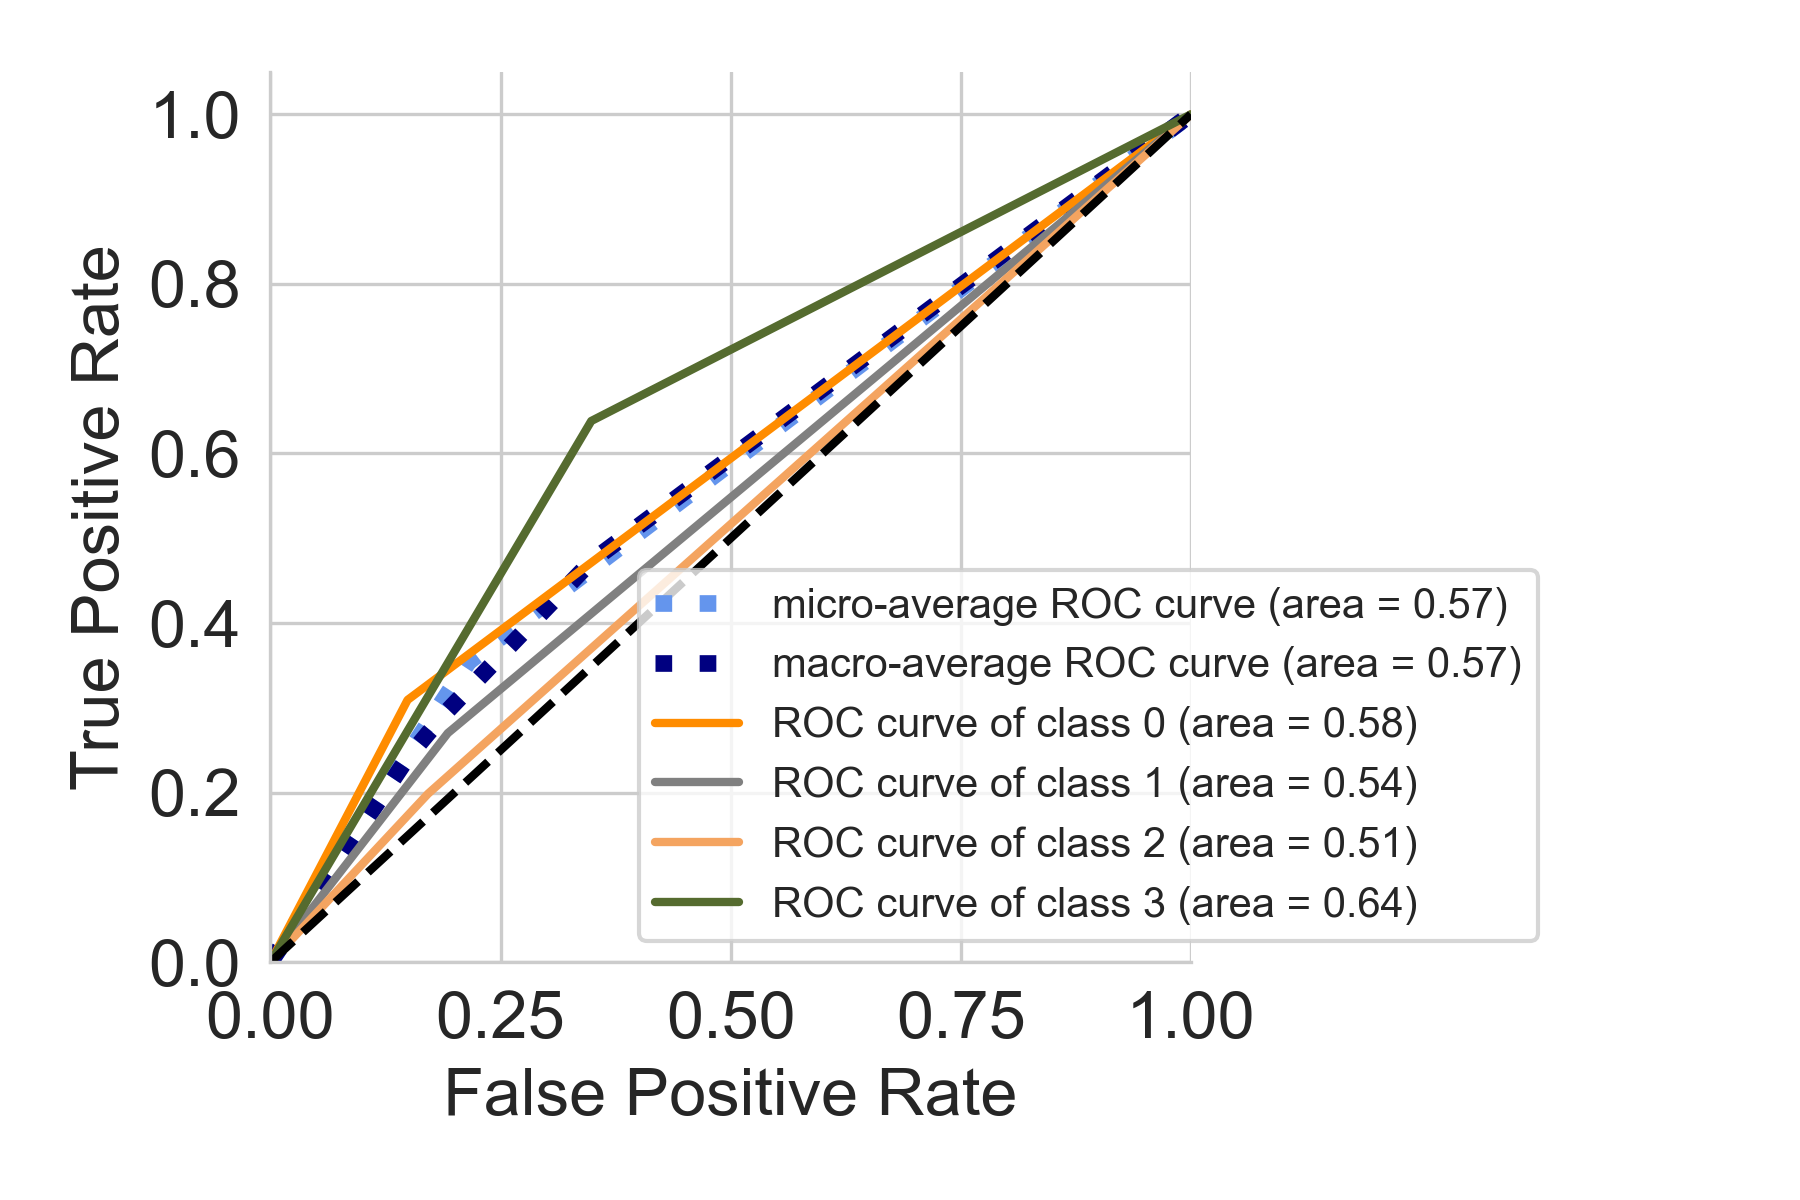 True Positive Rate
1.0
0.8
0.6
0.4
0.2
0.0
0.00 0.25 0.50 0.75 1.00
False Positive Rate
micro-average ROC curve (area = 0.57)
macro-average ROC curve (area = 0.57)
ROC curve of class 0 (area = 0.58)
ROC curve of class 1 (area = 0.54)
ROC curve of class 2 (area = 0.51)
ROC curve of class 3 (area = 0.64)